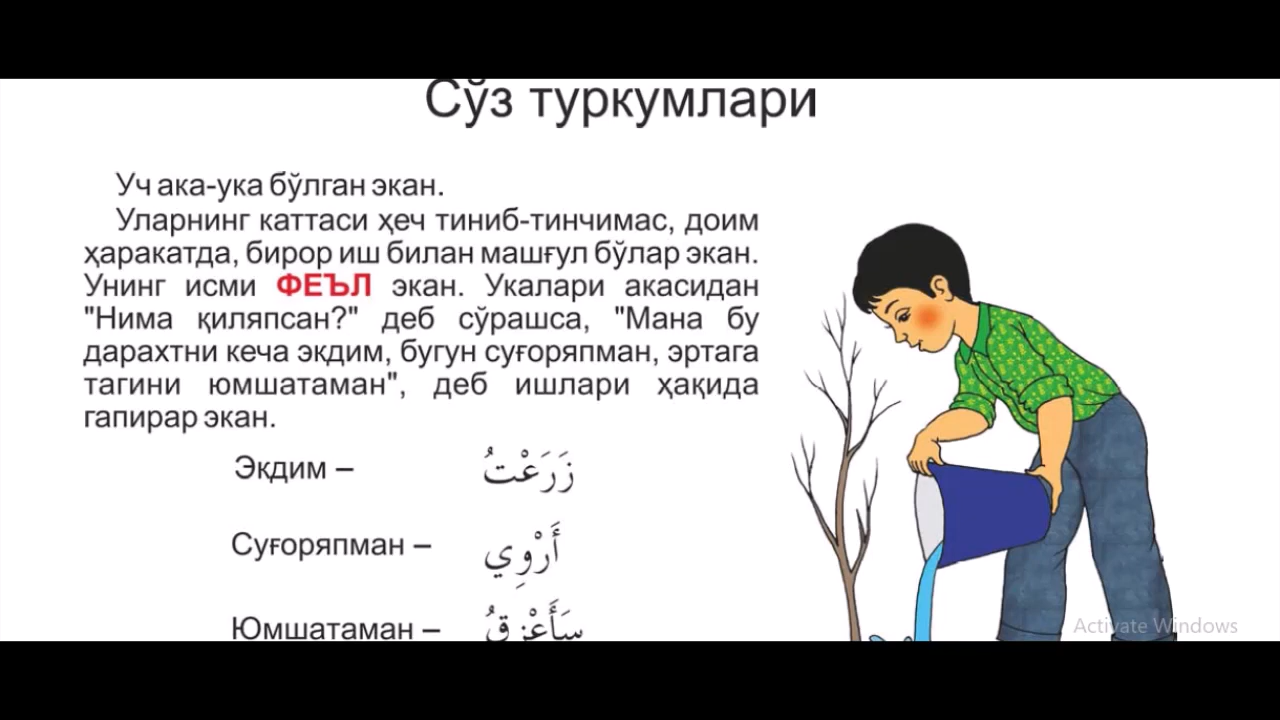 Сўз туркумлари
Уч ака-ука бўлган экан.
Уларнинг каттаси ҳеч тиниб-тинчимас, доим
ҳаракатда, бирор иш билан машғул бўлар экан.
Унинг исми ФЕЪЛ экан. Укалари акасидан
"Нима қиляпсан?" деб сўрашса, "Мана бу
дарахтни кеча экдим, бугун суғоряпман, эртага
тагини юмшатаман", деб ишлари ҳақида
гапирар экан.
Экдим – زَرَعْتُ
Суғоряпман – أَرْوِي
Юмшатаман – سَأَعْزِقُ
Activate Windows